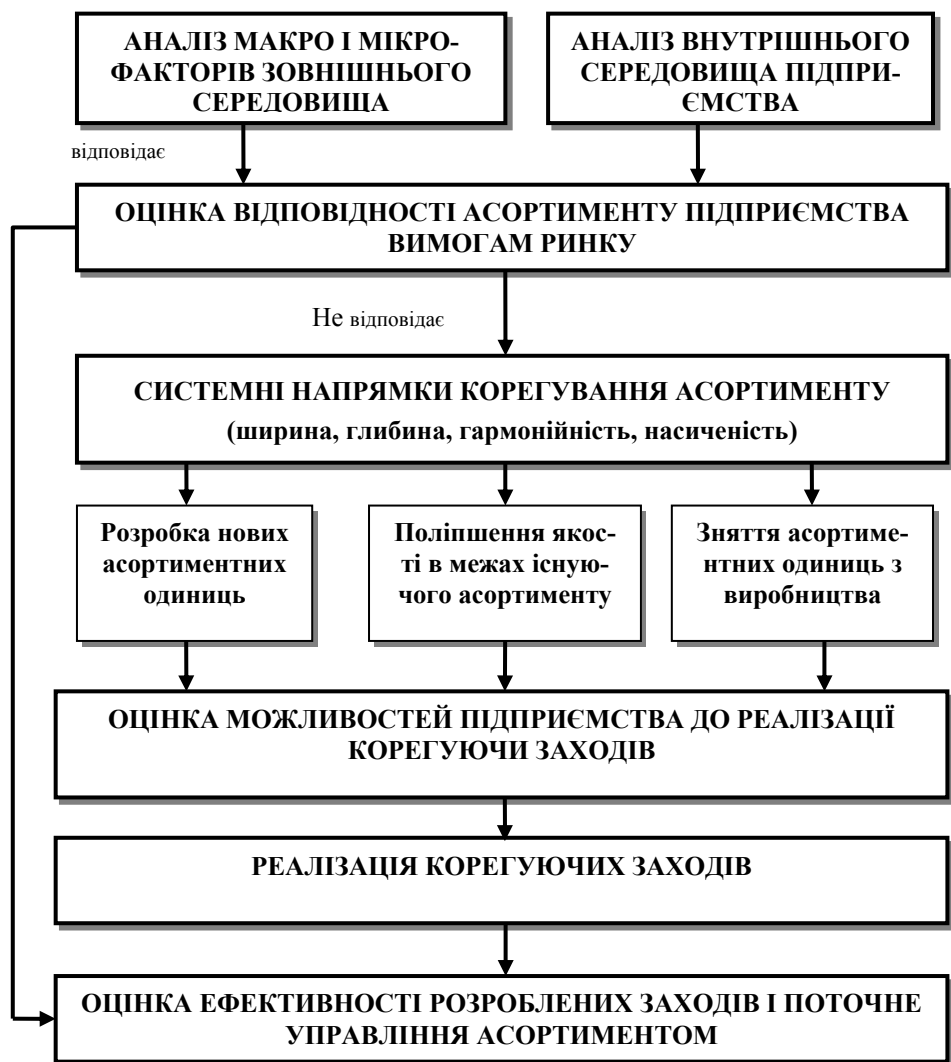 АНАЛІЗ МАКРО І МІКРО-
ФАКТОРІВ ЗОВНІШНЬОГО
СЕРЕДОВИЩА
АНАЛІЗ ВНУТРІШНЬОГО
СЕРЕДОВИЩА ПІДПРИ-
ЄМСТВА
відповідає
ОЦІНКА ВІДПОВІДНОСТІ АСОРТИМЕНТУ ПІДПРИЄМСТВА
ВИМОГАМ РИНКУ
Не відповідає
СИСТЕМНІ НАПРЯМКИ КОРЕГУВАННЯ АСОРТИМЕНТУ
(ширина, глибина, гармонійність, насиченість)
Розробка нових
асортиментних
одиниць
Поліпшення якос-
ті в межах існую-
чого асортименту
Зняття асортиме-
нтних одиниць з
виробництва
ОЦІНКА МОЖЛИВОСТЕЙ ПІДПРИЄМСТВА ДО РЕАЛІЗАЦІЇ
КОРЕГУЮЧИ ЗАХОДІВ
РЕАЛІЗАЦІЯ КОРЕГУЮЧИХ ЗАХОДІВ
ОЦІНКА ЕФЕКТИВНОСТІ РОЗРОБЛЕНИХ ЗАХОДІВ І ПОТОЧНЕ
УПРАВЛІННЯ АСОРТИМЕНТОМ